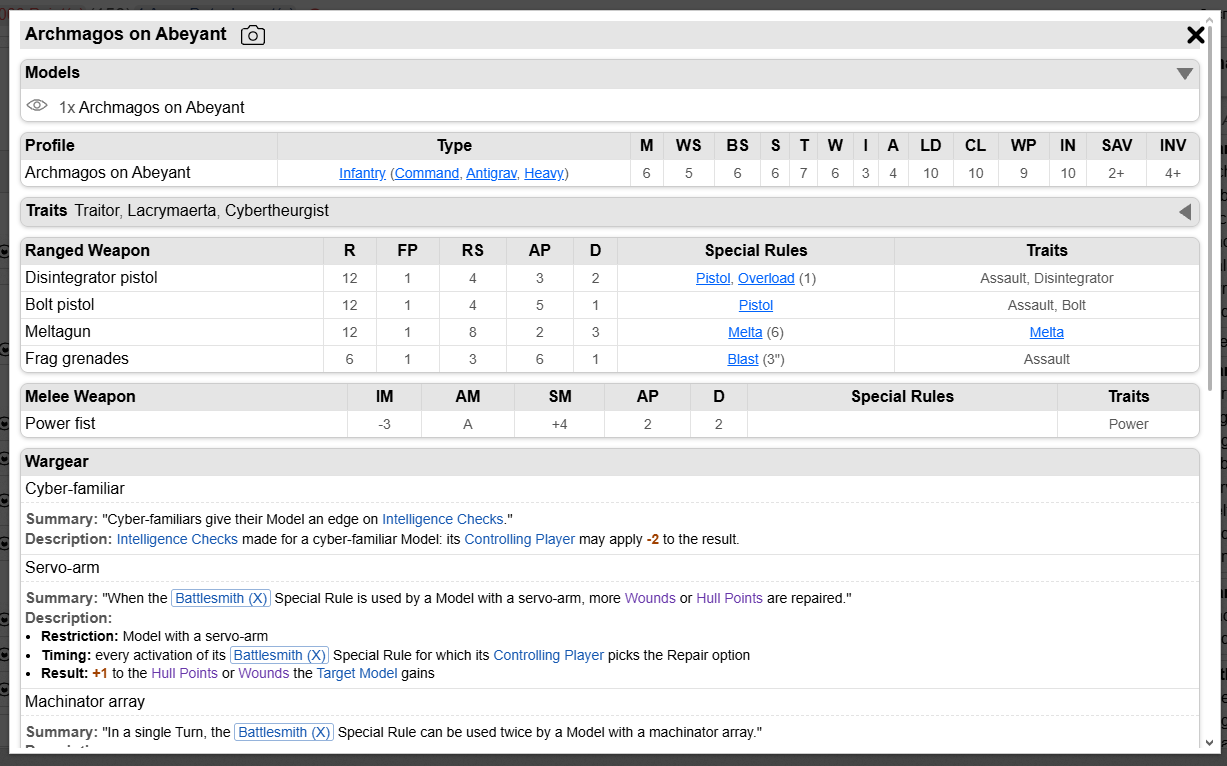 Archmagos on Abeyant
Models
1x Archmagos on Abeyant
Profile Type M WS BS S T W I A LD CL WP IN SAV INV
Archmagos on Abeyant Infantry (Command, Antigrav, Heavy) 6 5 6 6 7 6 3 4 10 10 9 10 2+ 4+
Traits Traitor, Lacrymaerta, Cybertheurgist
Ranged Weapon R FP RS AP D Special Rules Traits
Disintegrator pistol 12 1 4 3 2 Pistol, Overload (1) Assault, Disintegrator
Bolt pistol 12 1 4 5 1 Pistol Assault, Bolt
Meltagun 12 1 8 2 3 Melta (6) Melta
Frag grenades 6 1 3 6 1 Blast (3") Assault
Melee Weapon IM AM SM AP D Special Rules Traits
Power fist -3 A +4 2 2 Power
Wargear
Cyber-familiar
Summary: "Cyber-familiars give their Model an edge on Intelligence Checks."
Description: Intelligence Checks made for a cyber-familiar Model: its Controlling Player may apply -2 to the result.
Servo-arm
Summary: "When the Battlesmith (X) Special Rule is used by a Model with a servo-arm, more Wounds or Hull Points are repaired."
Description:
• Restriction: Model with a servo-arm
• Timing: every activation of its Battlesmith (X) Special Rule for which its Controlling Player picks the Repair option
• Result: +1 to the Hull Points or Wounds the Target Model gains
Machinator array
Summary: "In a single Turn, the Battlesmith (X) Special Rule can be used twice by a Model with a machinator array."